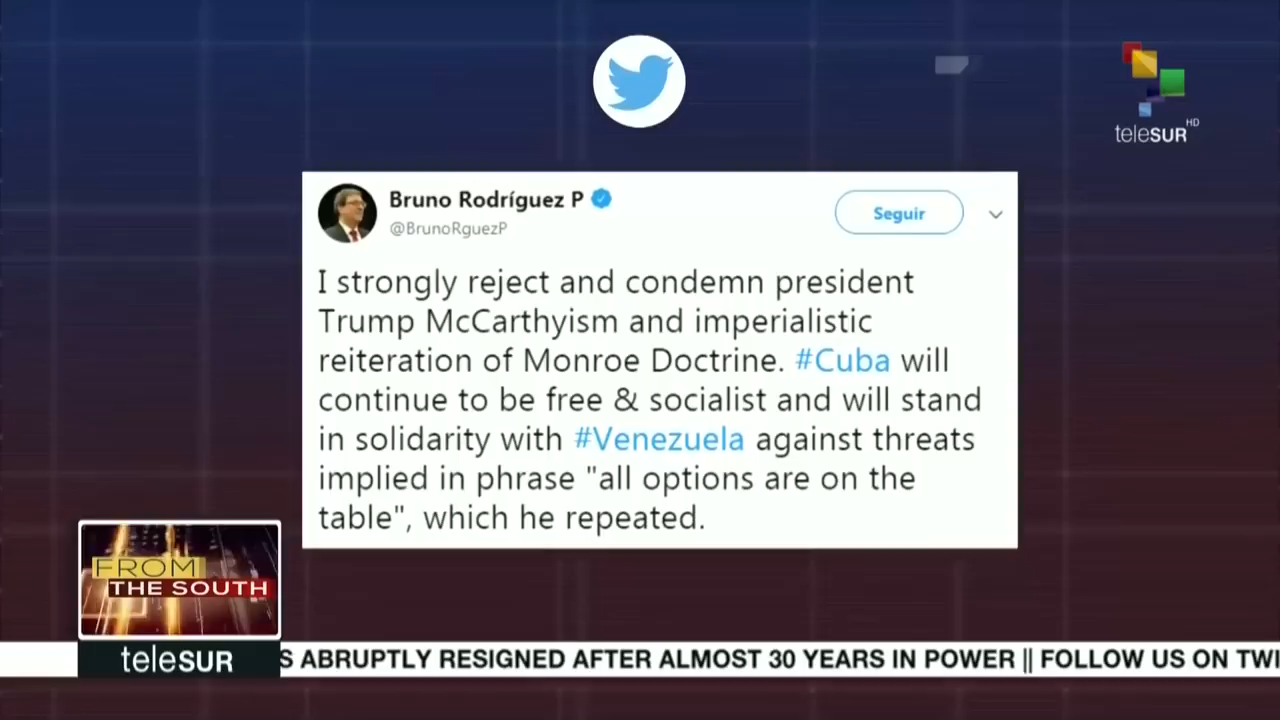 teleSUR HD
Bruno Rodríguez P
@BrunoRguezP
Seguir
I strongly reject and condemn president
Trump McCarthyism and imperialistic
reiteration of Monroe Doctrine. #Cuba will
continue to be free & socialist and will stand
in solidarity with #Venezuela against threats
implied in phrase "all options are on the
table", which he repeated.
FROM
THE SOUTH
teleSUR
S ABRUPTLY RESIGNED AFTER ALMOST 30 YEARS IN POWER || FOLLOW US ON TWI